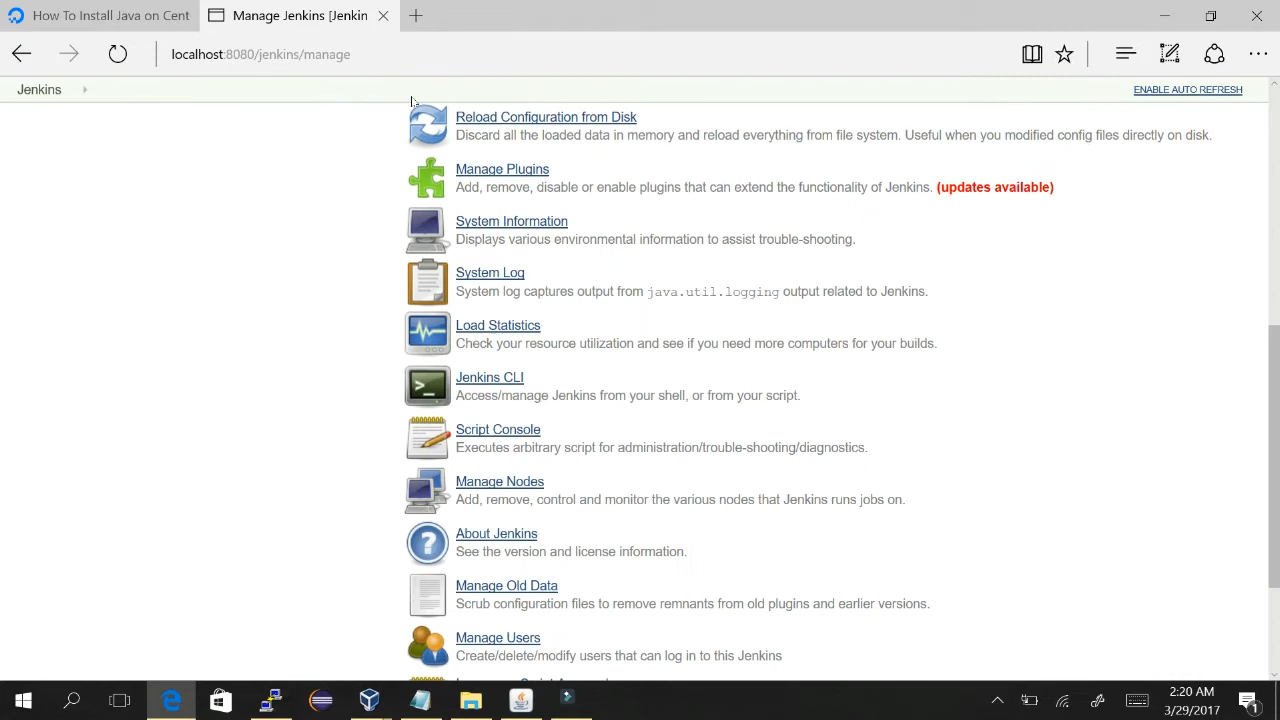 How To Install Java on Cent
Manage Jenkins [Jenkin
localhost:8080/jenkins/manage
Jenkins
ENABLE AUTO REFRESH
Reload Configuration from Disk
Discard all the loaded data in memory and reload everything from file system. Useful when you modified config files directly on disk.
Manage Plugins
Add, remove, disable or enable plugins that can extend the functionality of Jenkins. (updates available)
System Information
Displays various environmental information to assist trouble-shooting.
System Log
System log captures output from java.util.logging output related to Jenkins.
Load Statistics
Check your resource utilization and see if you need more computers for your builds.
Jenkins CLI
Access/manage Jenkins from your shell, or from your script.
Script Console
Executes arbitrary script for administration/trouble-shooting/diagnostics.
Manage Nodes
Add, remove, control and monitor the various nodes that Jenkins runs jobs on.
About Jenkins
See the version and license information.
Manage Old Data
Scrub configuration files to remove remnants from old plugins and earlier versions.
Manage Users
Create/delete/modify users that can log in to this Jenkins
2:20 AM
3/29/2017